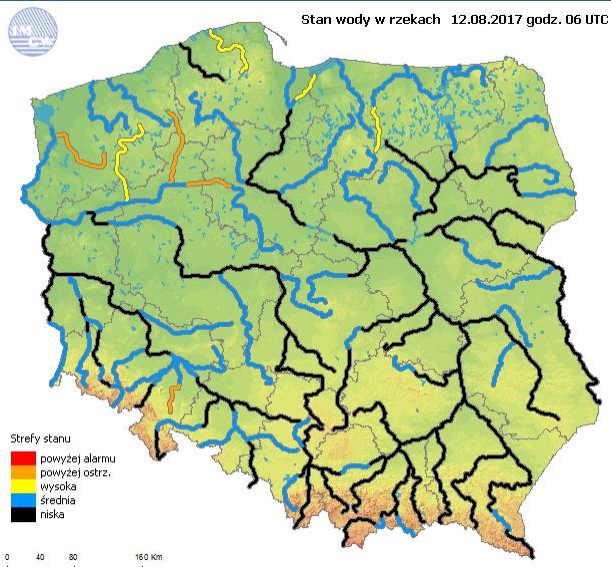 Stan wody w rzekach 12.08.2017 godz. 06 UTC
Strefy stanu
powyżej alarmu
powyżej ostrz.
wysoka
średnia
niska
0 40 80 160 Km